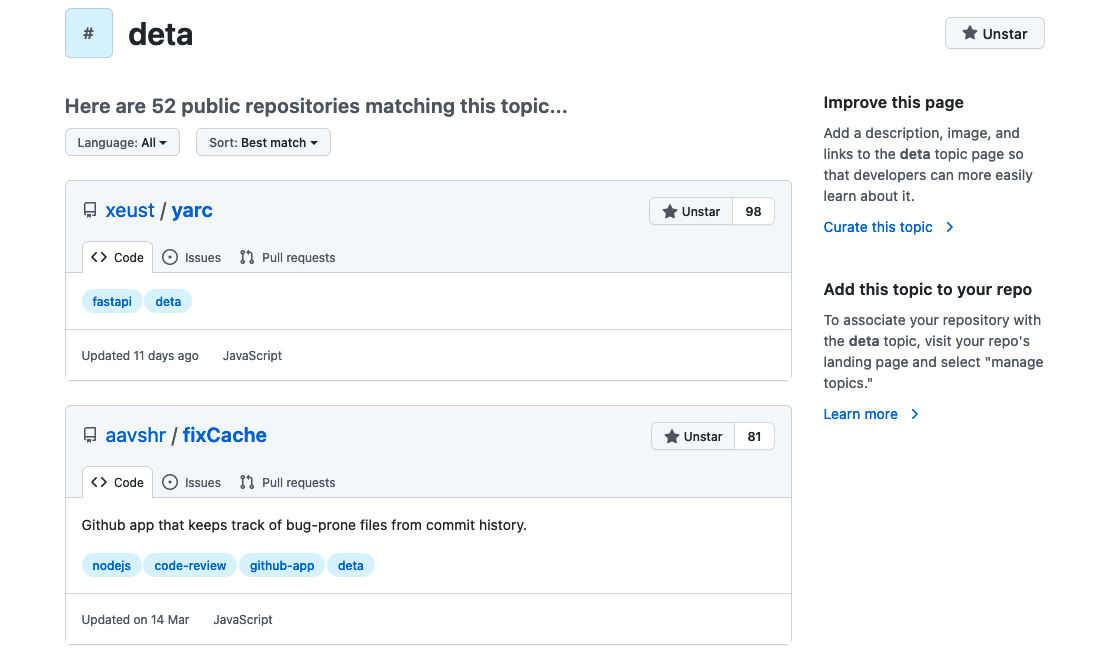 # deta
Unstar
Here are 52 public repositories matching this topic...
Language: All
Sort: Best match
xeust / yarc
Unstar 98
Code Issues Pull requests
fastapi deta
Updated 11 days ago JavaScript
aavshr / fixCache
Unstar 81
Code Issues Pull requests
Github app that keeps track of bug-prone files from commit history.
nodejs code-review github-app deta
Updated on 14 Mar JavaScript
Improve this page
Add a description, image, and
links to the deta topic page so
that developers can more easily
learn about it.
Curate this topic
Add this topic to your repo
To associate your repository with
the deta topic, visit your repo's
landing page and select "manage
topics."
Learn more